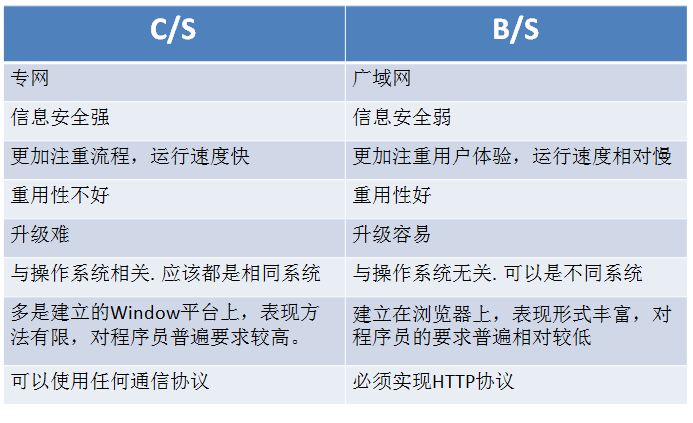 C/S
B/S
专网
广域网
信息安全强
信息安全弱
更加注重流程，运行速度快
更加注重用户体验，运行速度相对慢
重用性不好
重用性好
升级难
升级容易
与操作系统相关. 应该都是相同系统
与操作系统无关. 可以是不同系统
多是建立的Window平台上，表现方
法有限，对程序员普遍要求较高。
建立在浏览器上，表现形式丰富，对
程序员的要求普遍相对较低
可以使用任何通信协议
必须实现HTTP协议